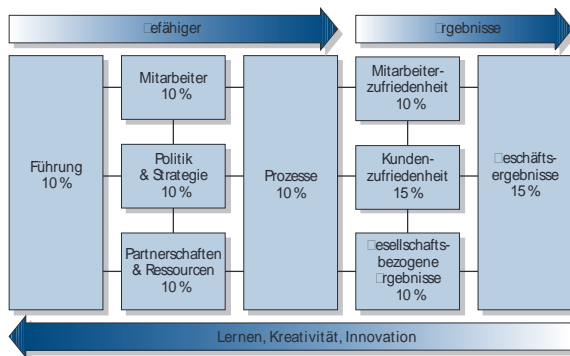 □efähiger
□rgebnisse
Führung
10 %
Mitarbeiter
10 %
Politik
& Strategie
10 %
Partnerschaften
& Ressourcen
10 %
Prozesse
10 %
Mitarbeiter-
zufriedenheit
10 %
Kunden-
zufriedenheit
15 %
□esellschafts-
bezogene
□rgebnisse
10 %
□eschäfts-
ergebnisse
15 %
Lernen, Kreativität, Innovation